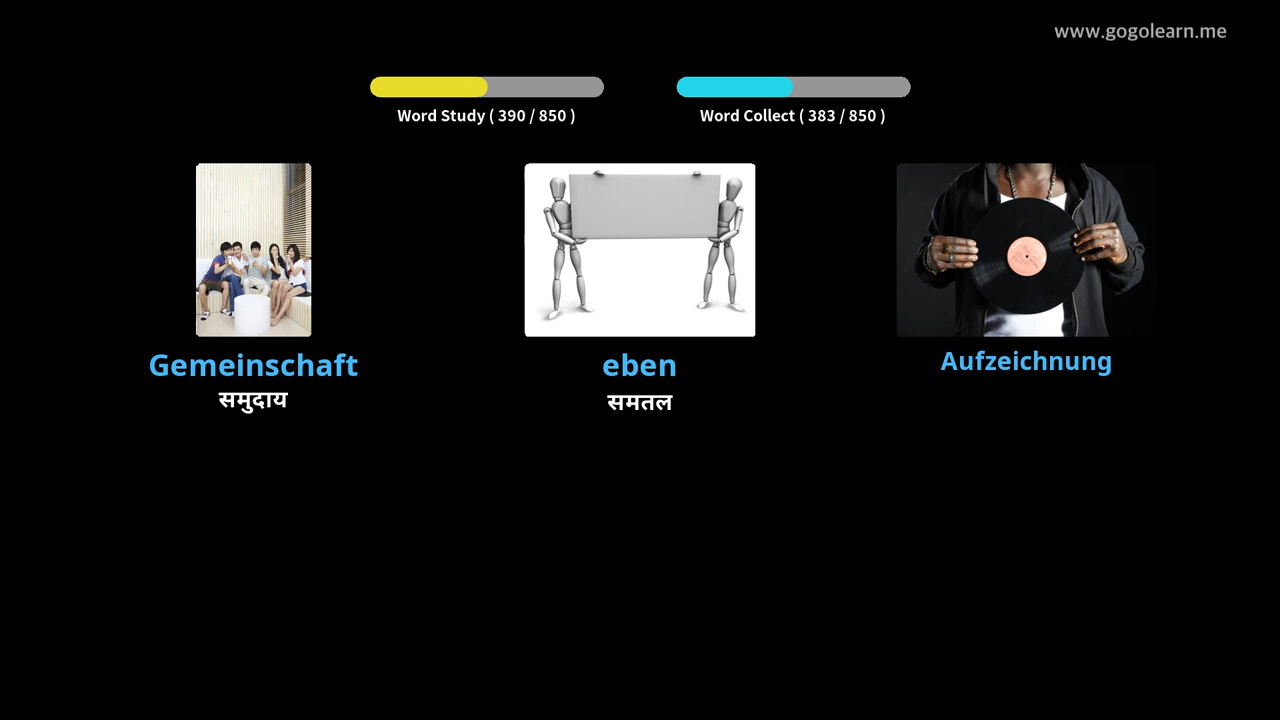 www.gogolearn.me
Word Study ( 390 / 850 )
Word Collect ( 383 / 850 )
Gemeinschaft
समुदाय
eben
समतल
Aufzeichnung